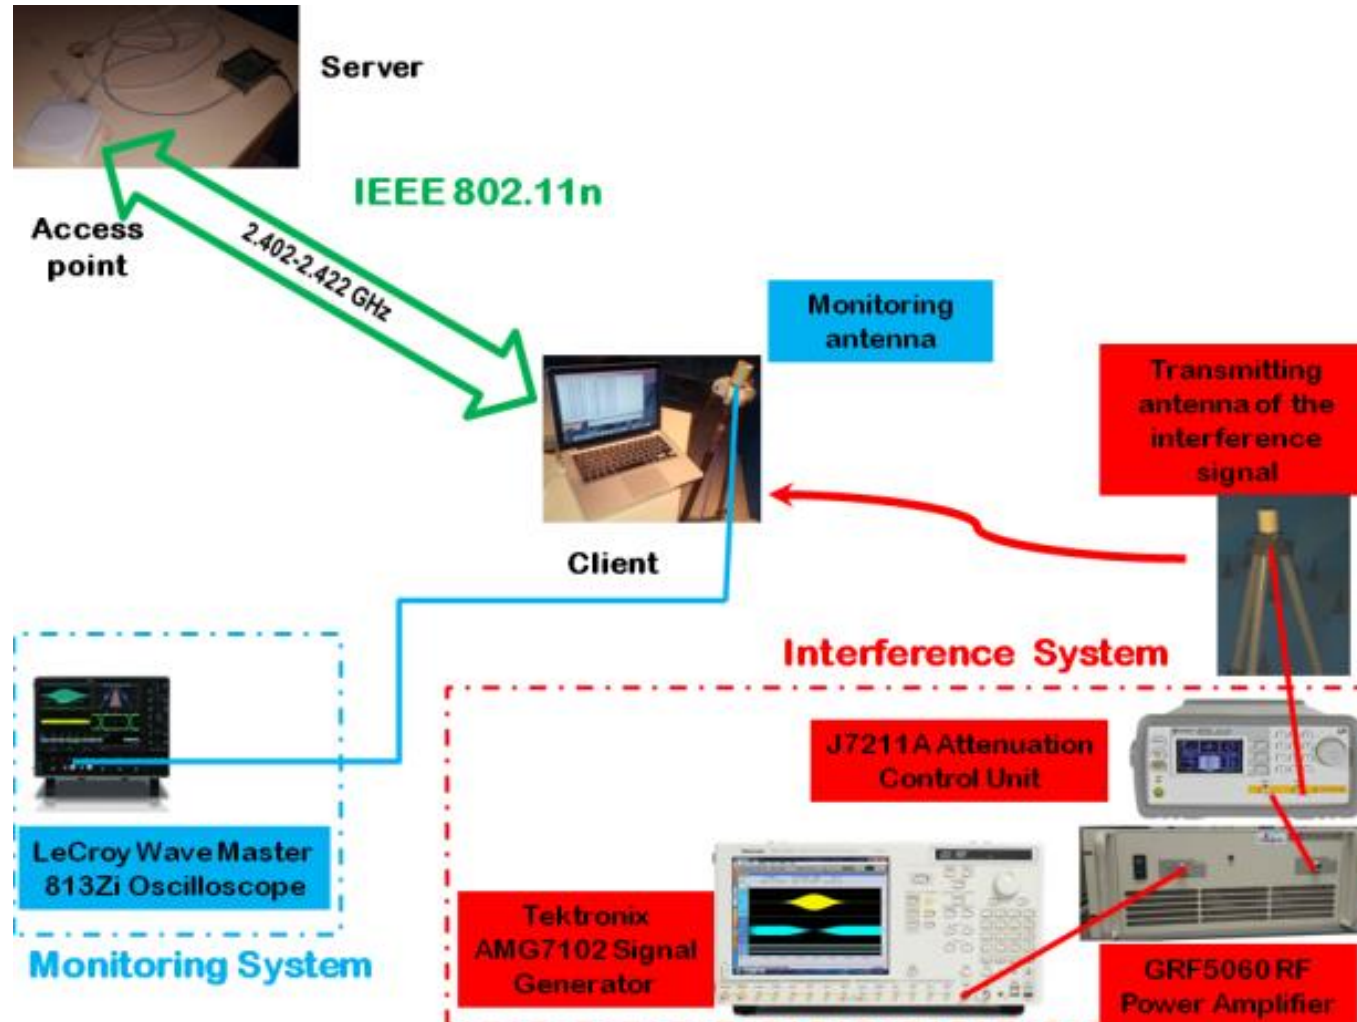 Server
IEEE 802.11n
Access
point
2.402-2.422 GHz
Monitoring
antenna
Transmitting
antenna of the
interference
signal
Client
Interference System
J7211A Attenuation
Control Unit
LeCroy Wave Master
813Zi Oscilloscope
Tektronix
AMG7102 Signal
Generator
Monitoring System
GRF5060 RF
Power Amplifier